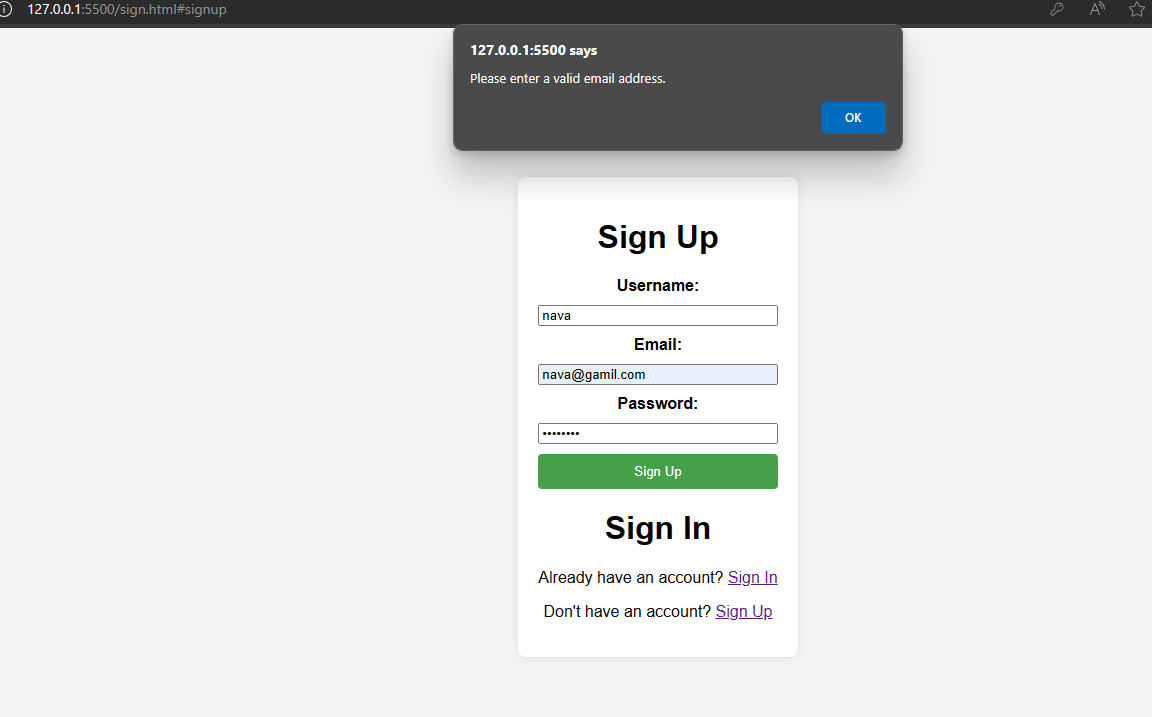 127.0.0.1:5500/sign.html#signup
127.0.0.1:5500 says
Please enter a valid email address.
OK
Sign Up
Username:
nava
Email:
nava@gamil.com
Password:
••••••••
Sign Up
Sign In
Already have an account? Sign In
Don't have an account? Sign Up